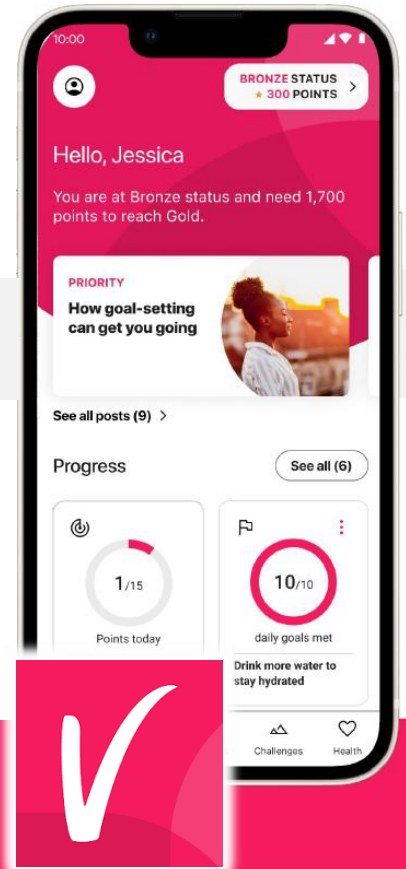 10:00
BRONZE STATUS
★ 300 POINTS >
Hello, Jessica
You are at Bronze status and need 1,700
points to reach Gold.
PRIORITY
How goal-setting
can get you going
See all posts (9) >
Progress
See all (6)
1/15
Points today
10/10
daily goals met
Drink more water to
stay hydrated
Challenges
Health
V